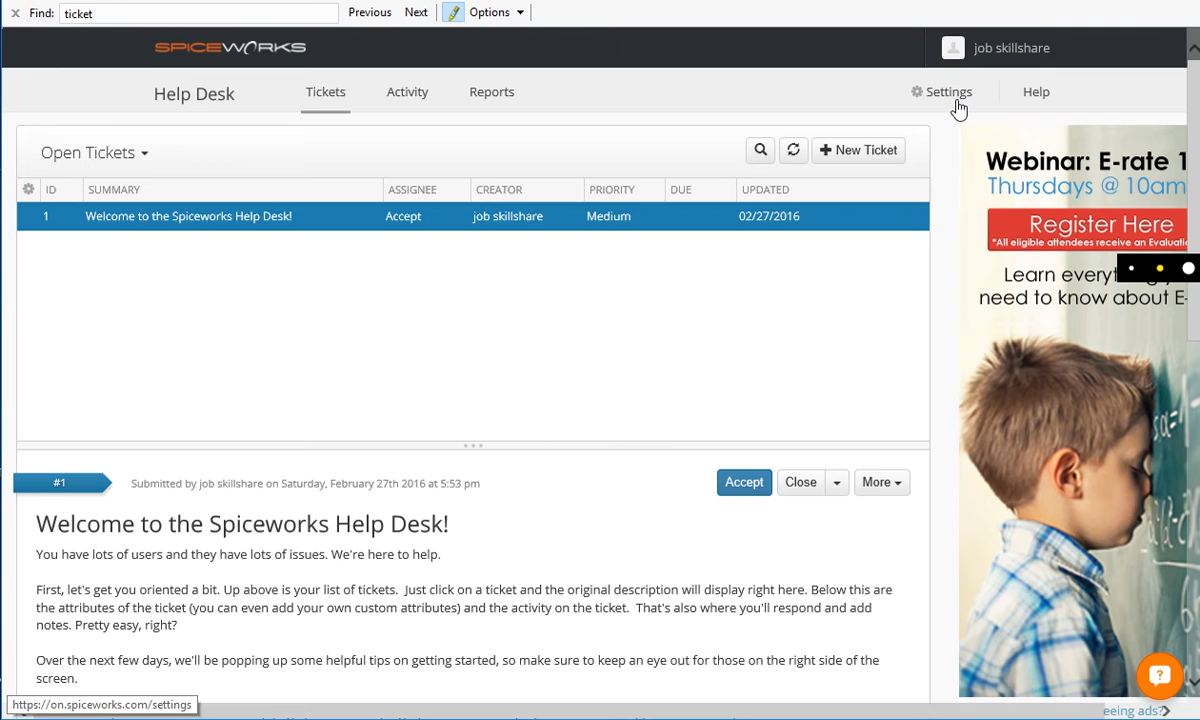 x Find: ticket Previous Next Options
SPICEWORKS job skillshare
Help Desk Tickets Activity Reports Settings Help
Open Tickets New Ticket
ID SUMMARY ASSIGNEE CREATOR PRIORITY DUE UPDATED
1 Welcome to the Spiceworks Help Desk! Accept job skillshare Medium 02/27/2016
Webinar: E-rate 1
Thursdays @ 10am
Register Here
*All eligible attendees receive an Evaluati
Learn everyt
need to know about E-
#1 Submitted by job skillshare on Saturday, February 27th 2016 at 5:53 pm Accept Close More
Welcome to the Spiceworks Help Desk!
You have lots of users and they have lots of issues. We're here to help.
First, let's get you oriented a bit. Up above is your list of tickets. Just click on a ticket and the original description will display right here. Below this are
the attributes of the ticket (you can even add your own custom attributes) and the activity on the ticket. That's also where you'll respond and add
notes. Pretty easy, right?
Over the next few days, we'll be popping up some helpful tips on getting started, so make sure to keep an eye out for those on the right side of the
screen.
https://on.spiceworks.com/settings
eeing ads?